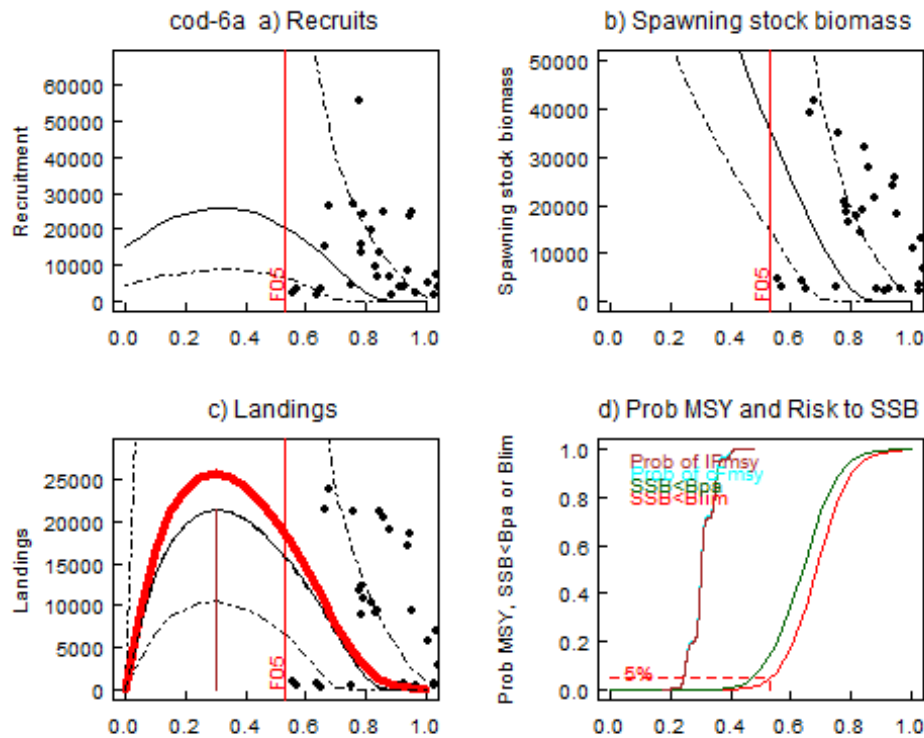 cod-6a a) Recruits
b) Spawning stock biomass
Recruitment
60000
50000
40000
30000
20000
10000
0
F05
0.0 0.2 0.4 0.6 0.8 1.0
Spawning stock biomass
50000
40000
30000
20000
10000
0
F05
0.0 0.2 0.4 0.6 0.8 1.0
c) Landings
d) Prob MSY and Risk to SSB
Landings
25000
20000
15000
10000
5000
0
F05
0.0 0.2 0.4 0.6 0.8 1.0
Prob MSY, SSB<Bpa or Blim
1.0
0.8
0.6
0.4
0.2
0.0
Prob of lFmsy
Prob of cFmsy
SSB<Bpa
SSB<Blim
5%
0.0 0.2 0.4 0.6 0.8 1.0